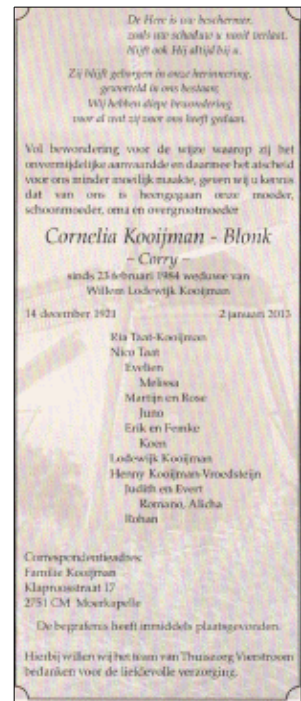 De Here is uw beschermer,
zoals uw schaduw u nooit verlaat.
Blijft ook Hij altijd bij u.
Zij blijft geborgen in onze herinnering,
geworteld in ons bestaan;
Wij hebben diepe bewondering
voor al wat zij voor ons heeft gedaan.
Vol bewondering voor de wijze waarop zij het
onvermijdelijke aanvaardde en daarmee het afscheid
voor ons minder moeilijk maakte, geven wij u kennis
dat van ons is heengegaan onze moeder,
schoonmoeder, oma en overgrootmoeder
Cornelia Kooijman - Blonk
– Corry –
sinds 23 februari 1984 weduwe van
Willem Lodewijk Kooijman
14 december 1921 2 januari 2013
Ria Taat-Kooijman
Nico Taat
Evelien
Melissa
Martijn en Rose
Juno
Erik en Femke
Koen
Lodewijk Kooijman
Henny Kooijman-Vroedsteijn
Judith en Evert
Romano, Alicha
Rohan
Correspondentieadres:
Familie Kooijman
Klaproosstraat 17
2751 CM Moerkapelle
De begrafenis heeft inmiddels plaatsgevonden.
Hierbij willen wij het team van Thuiszorg Vierstroom
bedanken voor de liefdevolle verzorging.